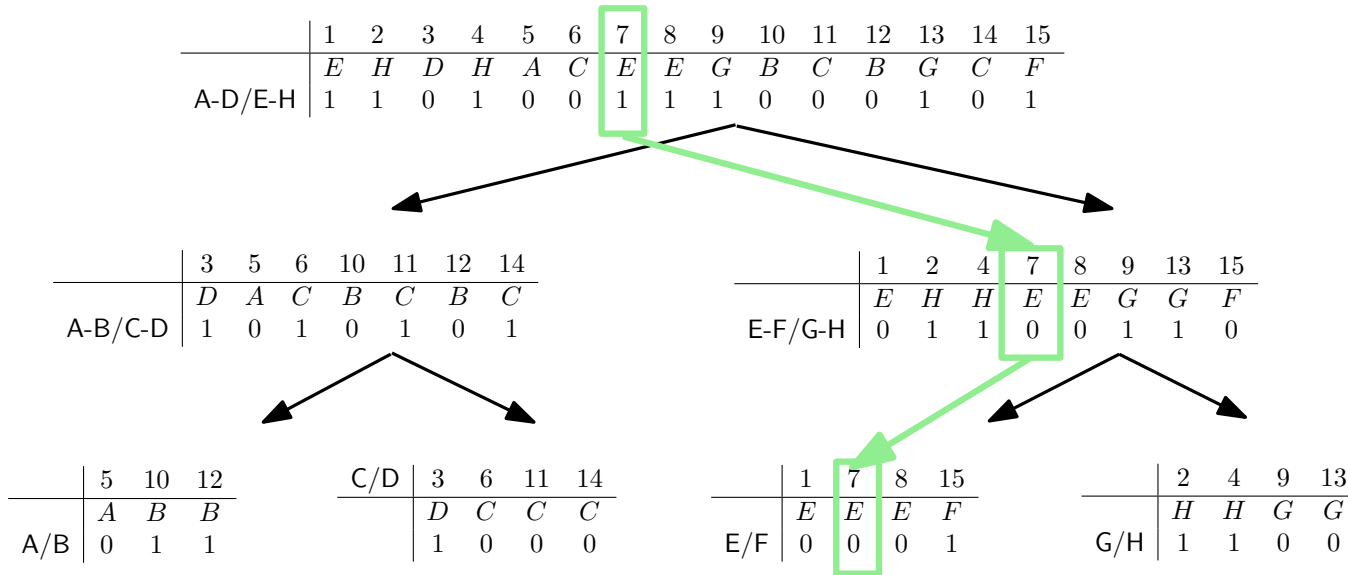 1 2 3 4 5 6 7 8 9 10 11 12 13 14 15
E H D H A C E E G B C B G C F
A-D/E-H 1 1 0 1 0 0 1 1 1 0 0 0 1 0 1
3 5 6 10 11 12 14
D A C B C B C
A-B/C-D 1 0 1 0 1 0 1
1 2 4 7 8 9 13 15
E H H E E G G F
E-F/G-H 0 1 1 0 0 1 1 0
5 10 12
A B B
A/B 0 1 1
C/D 3 6 11 14
D C C C
1 0 0 0
1 7 8 15
E E E F
E/F 0 0 0 1
2 4 9 13
H H G G
G/H 1 1 0 0